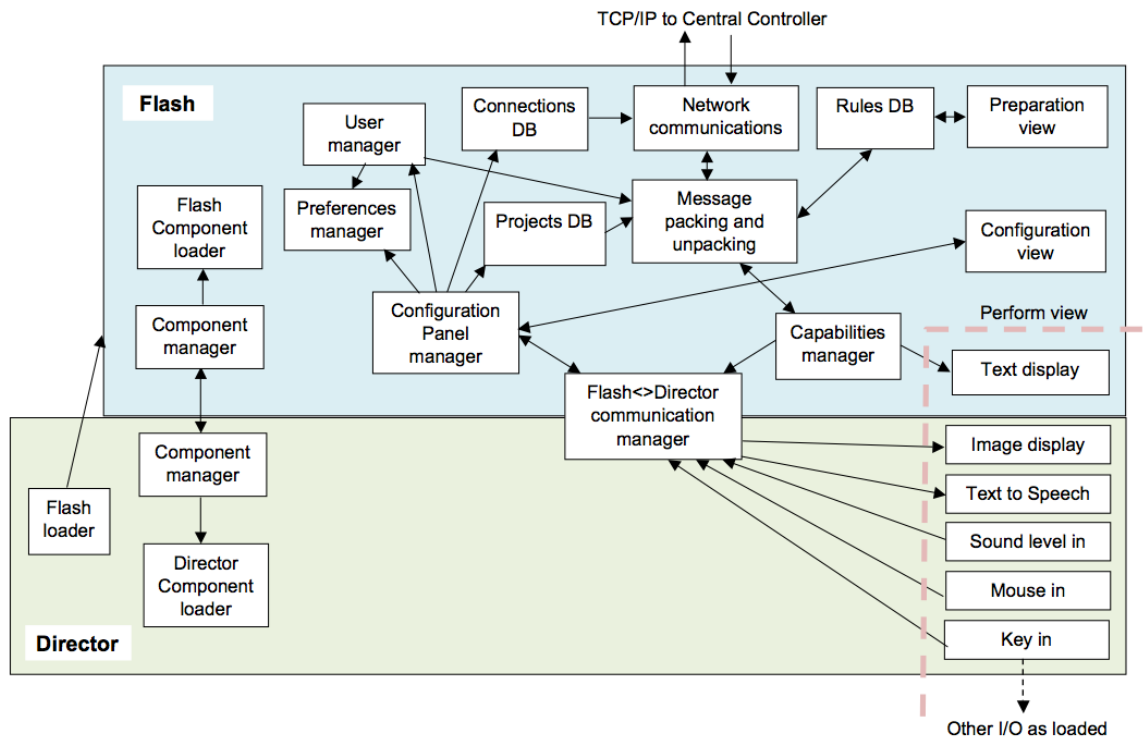 TCP/IP to Central Controller
Flash
User
manager
Connections
DB
Network
communications
Rules DB
Preparation
view
Flash
Component
loader
Preferences
manager
Projects DB
Message
packing and
unpacking
Configuration
view
Component
manager
Configuration
Panel
manager
Capabilities
manager
Perform view
Text display
Flash<>Director
communication
manager
Component
manager
Flash
loader
Director
Component
loader
Image display
Text to Speech
Sound level in
Mouse in
Key in
Director
Other I/O as loaded